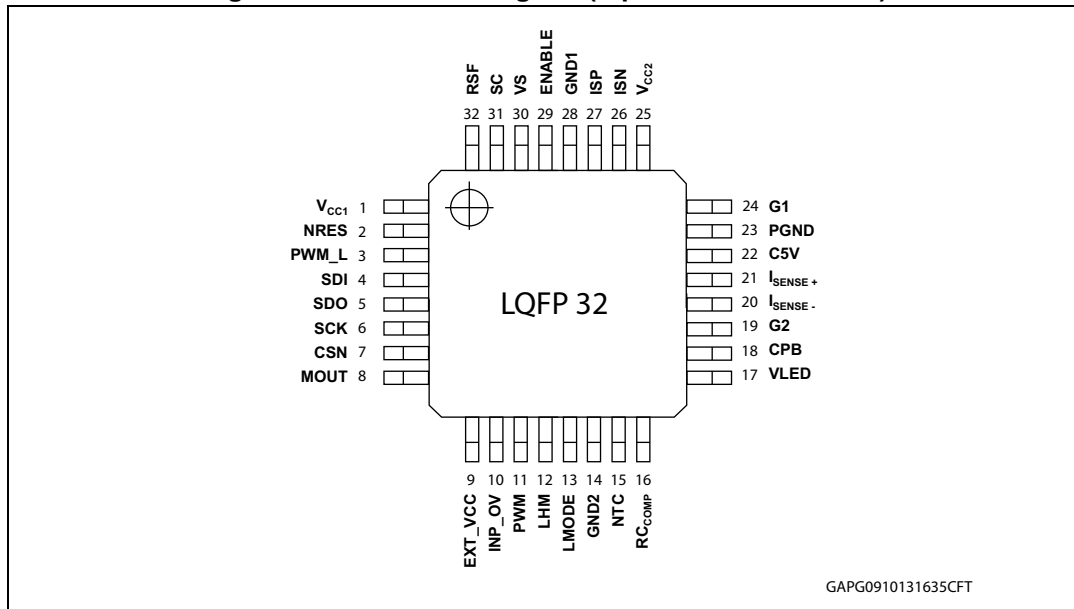 RSF
SC
VS
ENABLE
GND1
ISP
ISN
VCC2
32 31 30 29 28 27 26 25
VCC1 1
NRES 2
PWM_L 3
SDI 4
SDO 5
SCK 6
CSN 7
MOUT 8
LQFP 32
24 G1
23 PGND
22 C5V
21 ISENSE +
20 ISENSE -
19 G2
18 CPB
17 VLED
9 10 11 12 13 14 15 16
EXT_VCC
INP_OV
PWM
LHM
LMODE
GND2
NTC
RCCOMP
GAPG0910131635CFT